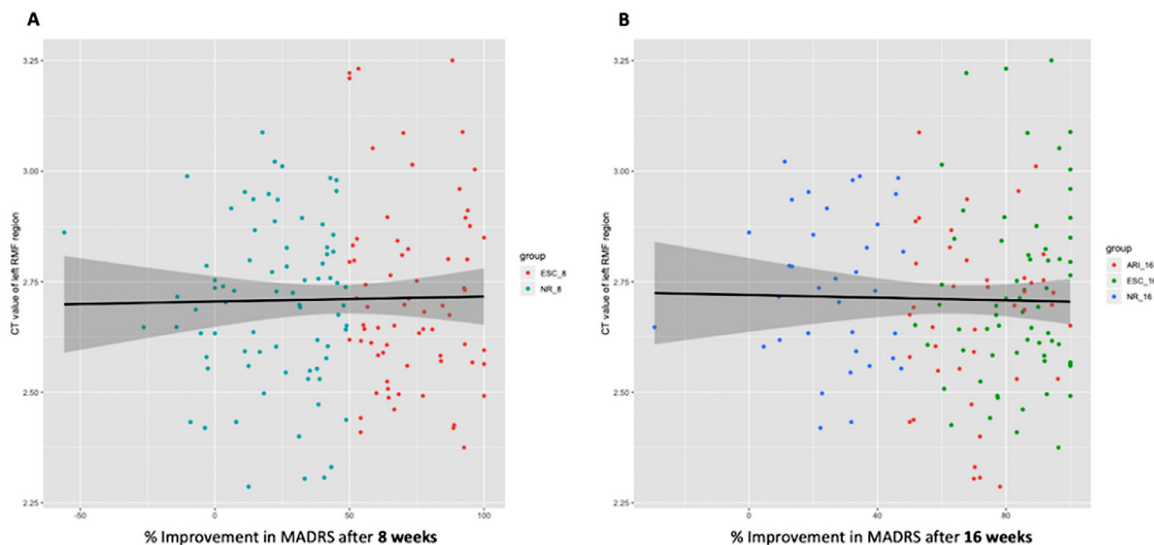 A
B
3.25
3.00
2.75
2.50
2.25
CT value of left RMF region
-50
0
50
100
% Improvement in MADRS after 8 weeks
group
ESC_8
NR_8
3.25
3.00
2.75
2.50
2.25
CT value of left RMF region
0
40
80
% Improvement in MADRS after 16 weeks
group
ARI_16
ESC_16
NR_16